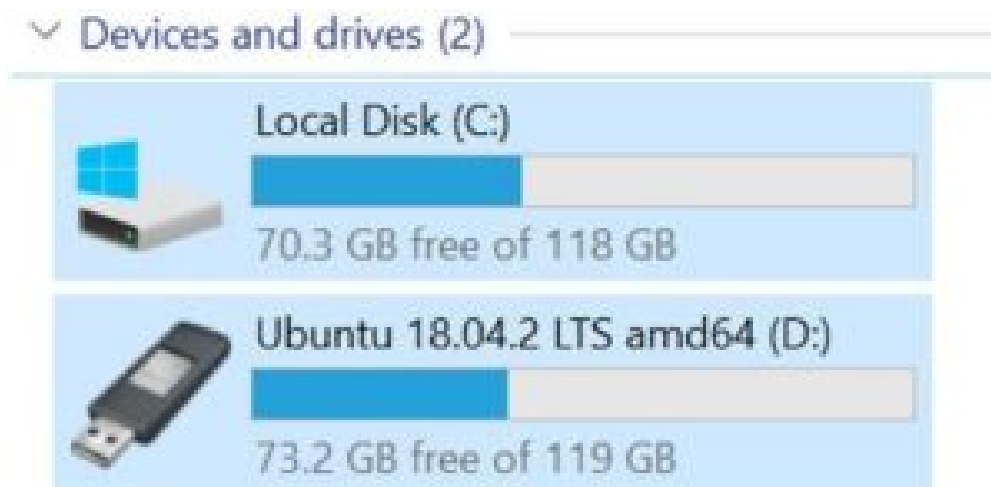 Devices and drives (2)
Local Disk (C:)
70.3 GB free of 118 GB
Ubuntu 18.04.2 LTS amd64 (D:)
73.2 GB free of 119 GB